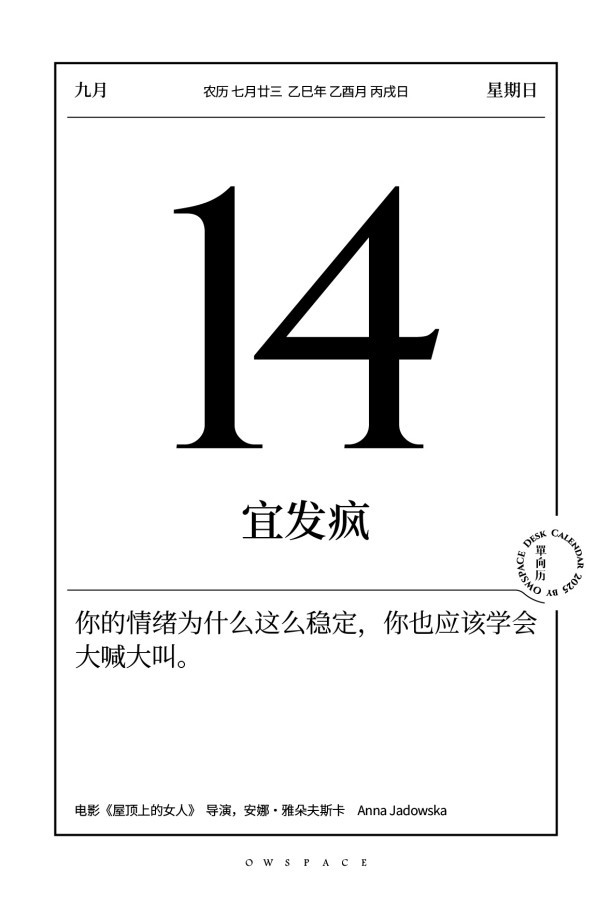 九月 农历 七月廿三 乙巳年 乙酉月 丙戌日 星期日
14
宜发疯
單向历
DESK CALENDAR 2025 BY OWSPACE
你的情绪为什么这么稳定，你也应该学会
大喊大叫。
电影《屋顶上的女人》 导演，安娜·雅朵夫斯卡 Anna Jadowska
OWSPACE